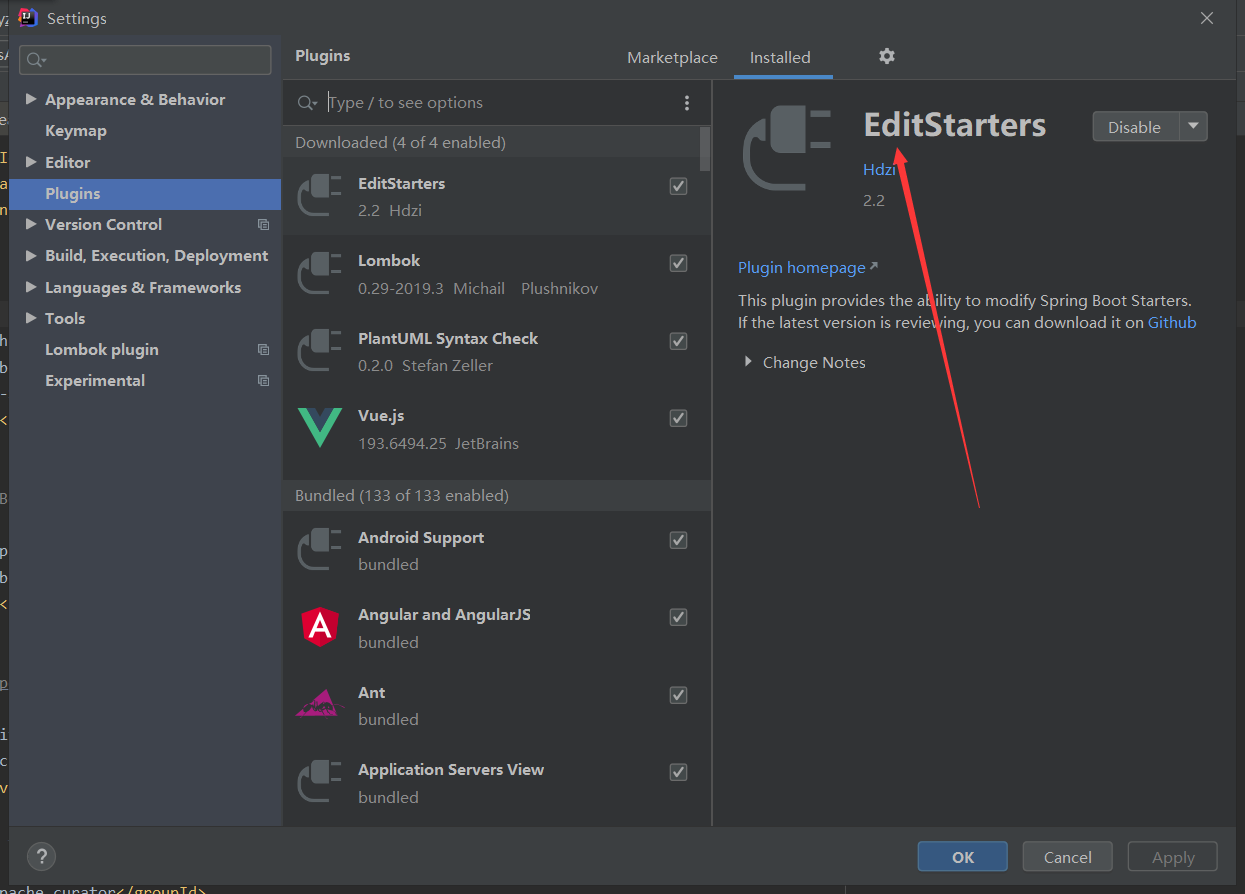 Settings
Appearance & Behavior
Keymap
Editor
Plugins
Version Control
Build, Execution, Deployment
Languages & Frameworks
Tools
Lombok plugin
Experimental
Plugins
Marketplace
Installed
Type / to see options
Downloaded (4 of 4 enabled)
EditStarters
2.2 Hdzi
Lombok
0.29-2019.3 Michail Plushnikov
PlantUML Syntax Check
0.2.0 Stefan Zeller
Vue.js
193.6494.25 JetBrains
Bundled (133 of 133 enabled)
Android Support
bundled
Angular and AngularJS
bundled
Ant
bundled
Application Servers View
bundled
EditStarters
Disable
Hdzi
2.2
Plugin homepage
This plugin provides the ability to modify Spring Boot Starters.
If the latest version is reviewing, you can download it on Github
Change Notes
?
OK
Cancel
Apply
pache.curator</groupId>